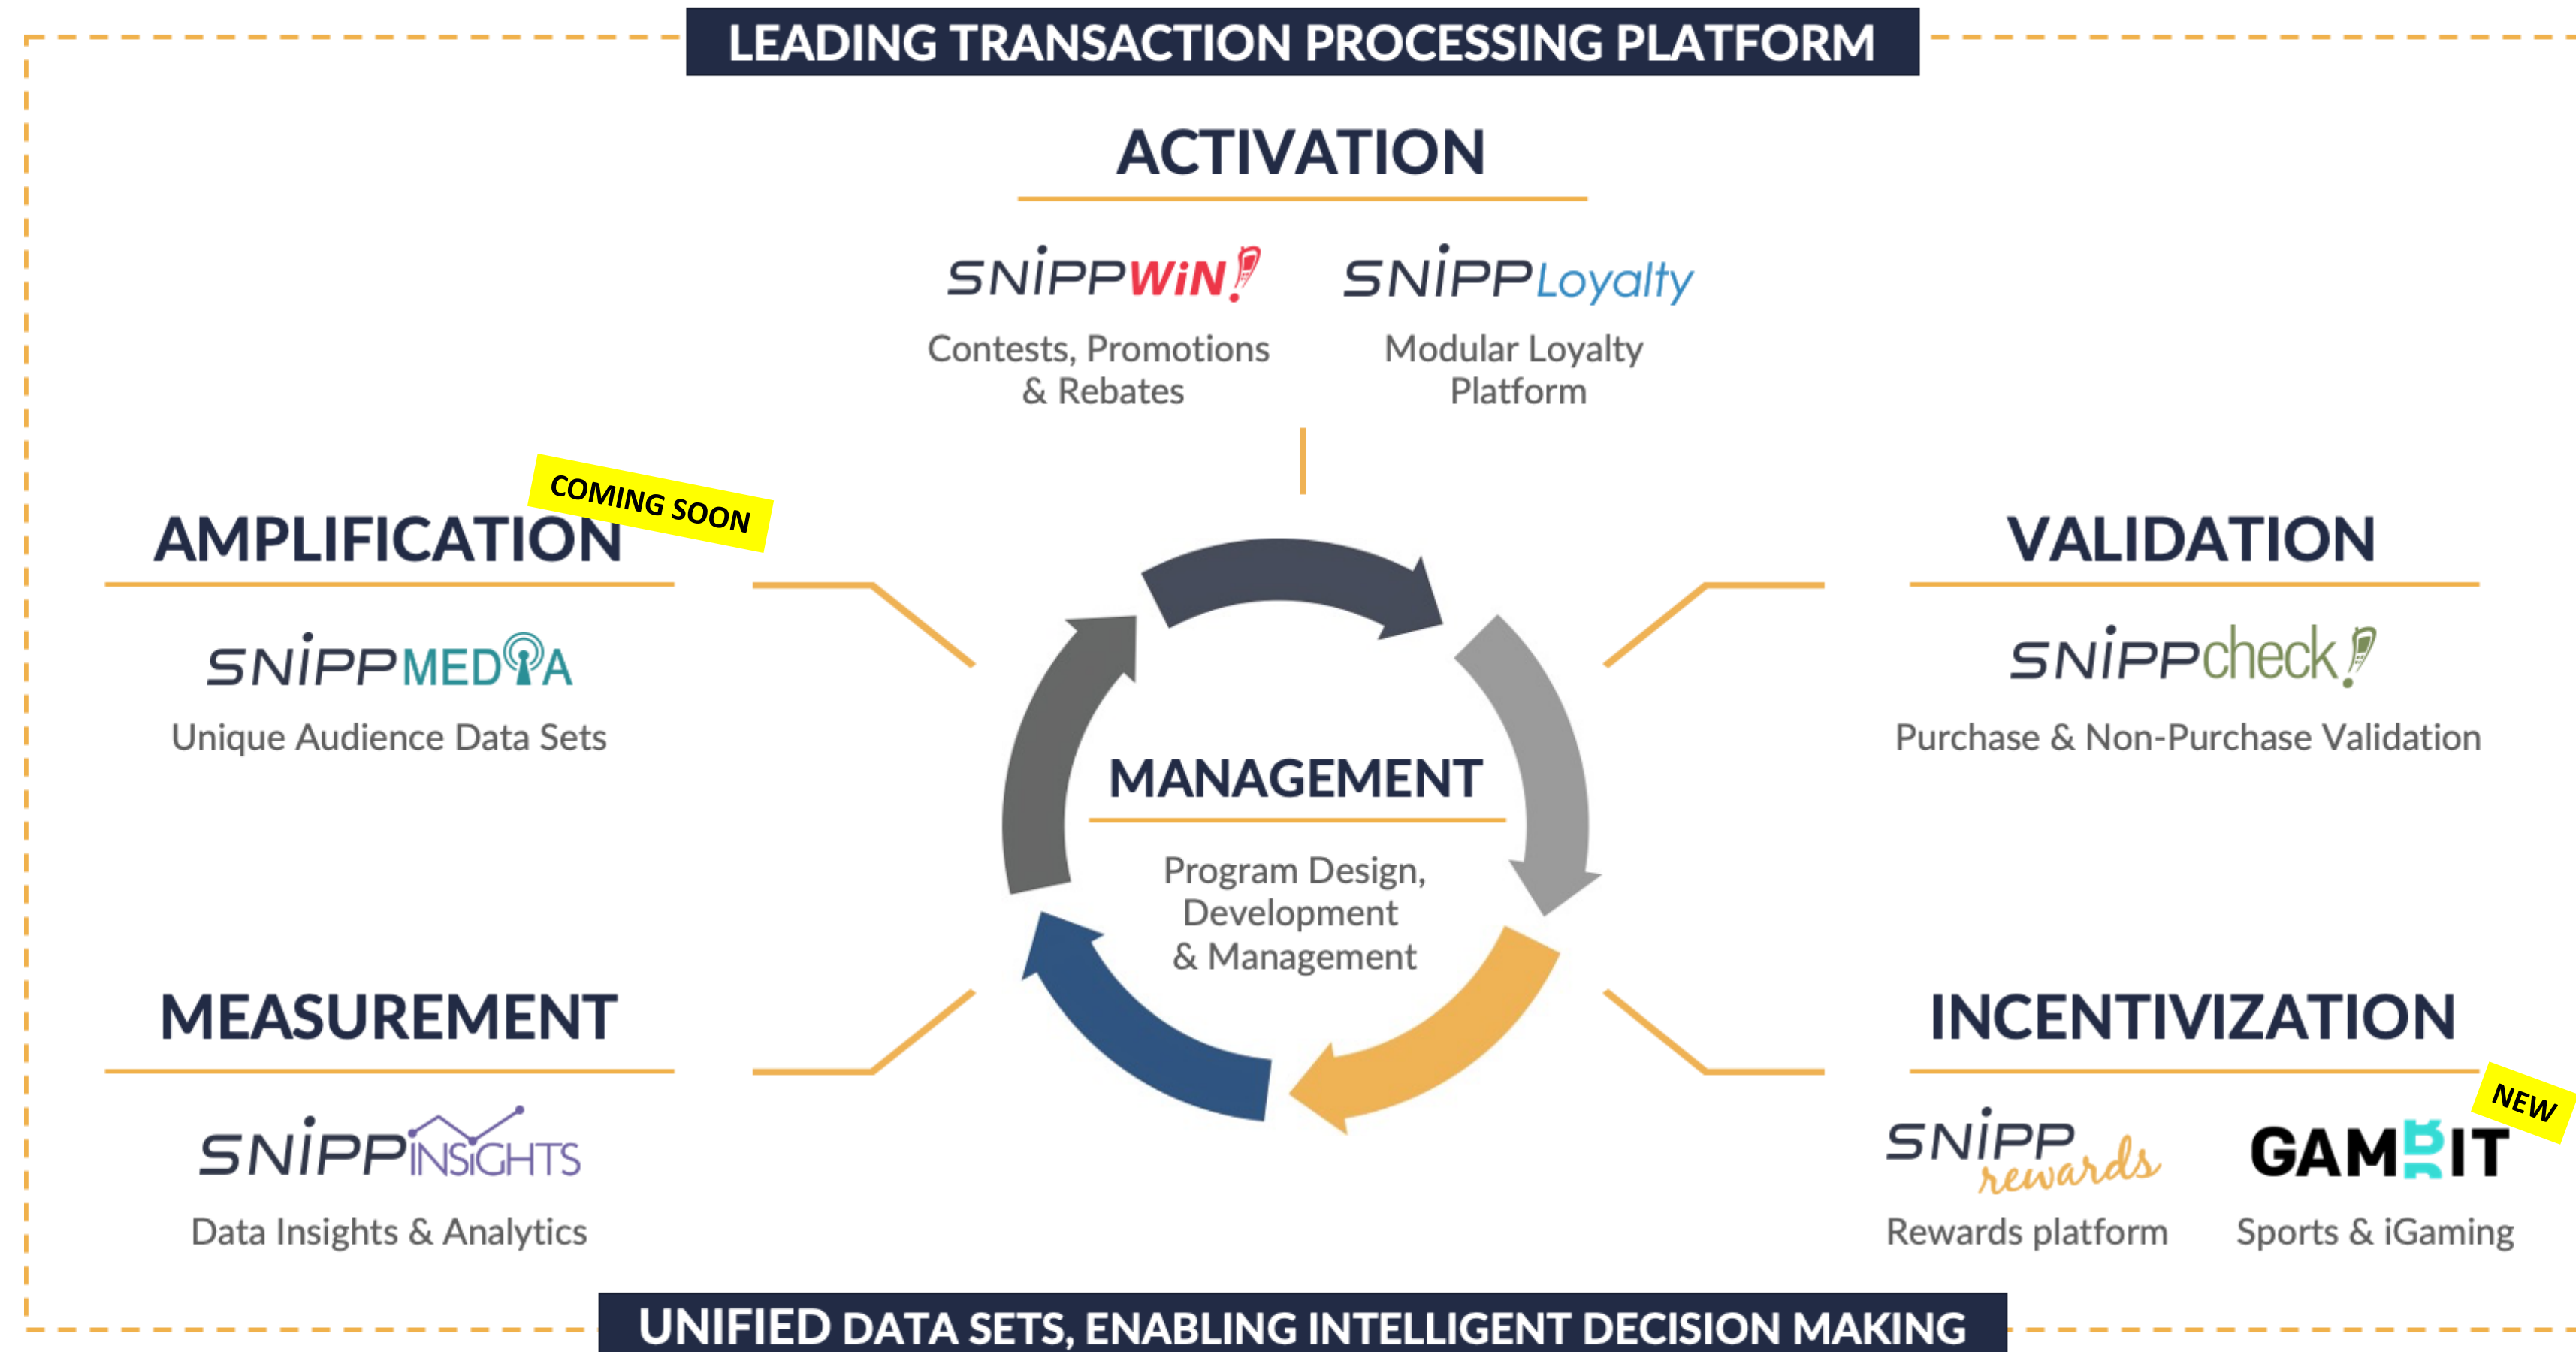 LEADING TRANSACTION PROCESSING PLATFORM
ACTIVATION
SNiPPWiN!
Contests, Promotions
& Rebates
SNiPPLoyalty
Modular Loyalty
Platform
COMING SOON
AMPLIFICATION
SNiPPMEDiA
Unique Audience Data Sets
VALIDATION
SNiPPcheck!
Purchase & Non-Purchase Validation
MANAGEMENT
Program Design,
Development
& Management
MEASUREMENT
SNiPPiNSiGHTS
Data Insights & Analytics
INCENTIVIZATION
NEW
SNiPP
rewards
Rewards platform
GAMBIT
Sports & iGaming
UNIFIED DATA SETS, ENABLING INTELLIGENT DECISION MAKING